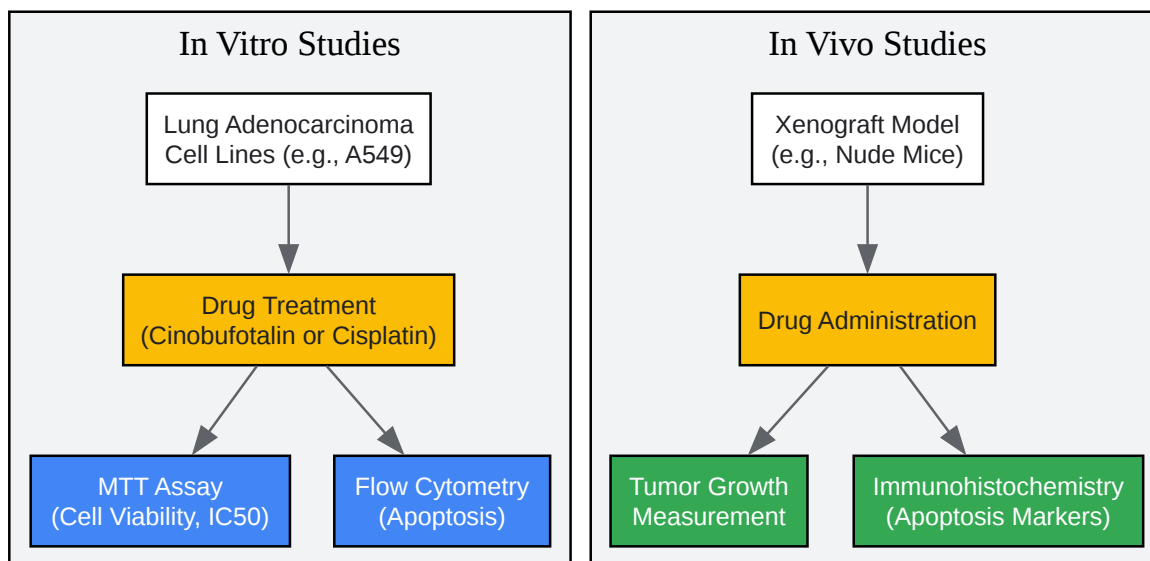 In Vitro Studies
Lung Adenocarcinoma
Cell Lines (e.g., A549)
Drug Treatment
(Cinobufotalin or Cisplatin)
MTT Assay
(Cell Viability, IC50)
Flow Cytometry
(Apoptosis)
In Vivo Studies
Xenograft Model
(e.g., Nude Mice)
Drug Administration
Tumor Growth
Measurement
Immunohistochemistry
(Apoptosis Markers)